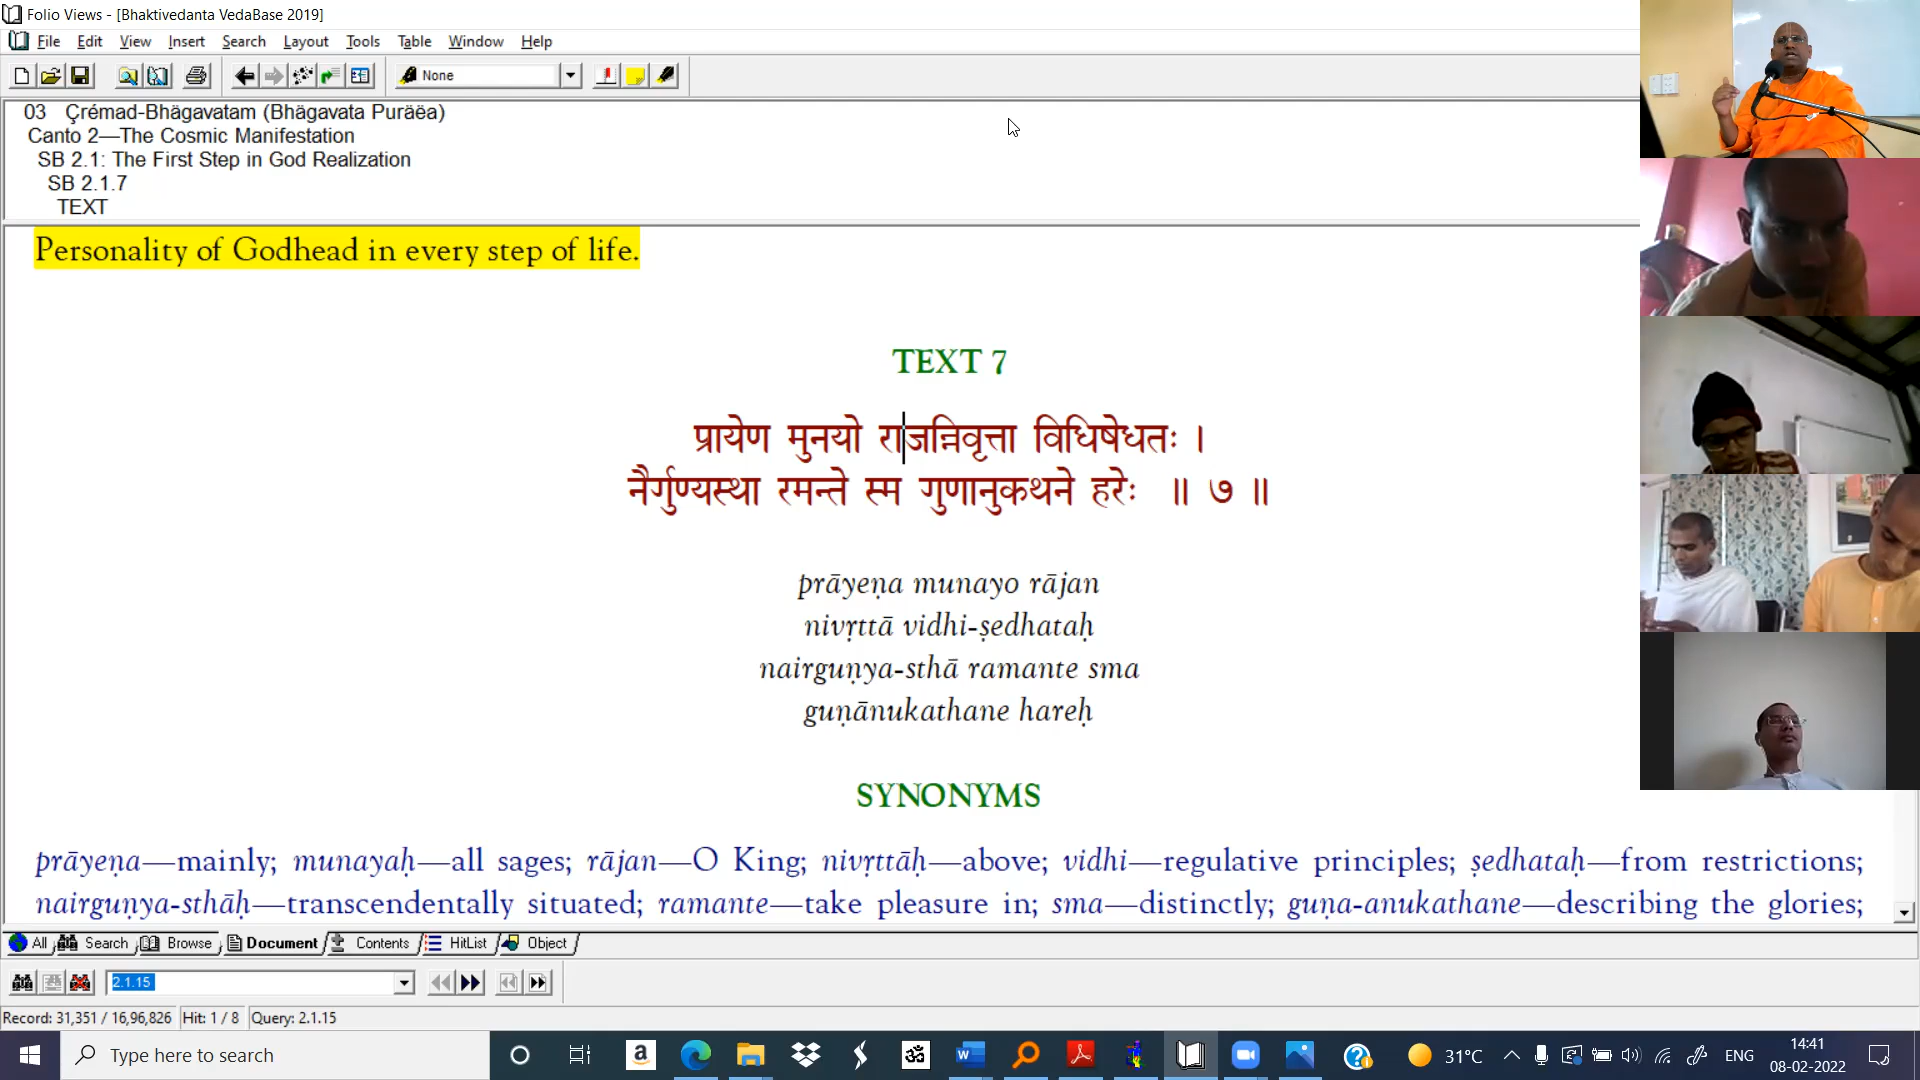 Folio Views - [Bhaktivedanta VedaBase 2019]
File Edit View Insert Search Layout Tools Table Window Help
None
03 Çrémad-Bhägavatam (Bhägavata Puräëa)
Canto 2—The Cosmic Manifestation
SB 2.1: The First Step in God Realization
SB 2.1.7
TEXT
Personality of Godhead in every step of life.
TEXT 7
प्रायेण मुनयो राजन्निवृत्ता विधिषेधतः ।
नैर्गुण्यस्था रमन्ते स्म गुणानुकथने हरेः ॥ ७ ॥
prāyeṇa munayo rājan
nivṛttā vidhi-ṣedhataḥ
nairguṇya-sthā ramante sma
guṇānukathane hareḥ
SYNONYMS
prāyeṇa—mainly; munayaḥ—all sages; rājan—O King; nivṛttāḥ—above; vidhi—regulative principles; ṣedhataḥ—from restrictions;
nairguṇya-sthāḥ—transcendentally situated; ramante—take pleasure in; sma—distinctly; guṇa-anukathane—describing the glories;
All Search Browse Document Contents HitList Object
2.1.15
Record: 31,351 / 16,96,826 Hit: 1 / 8 Query: 2.1.15
Type here to search
31°C ENG
14:41
08-02-2022